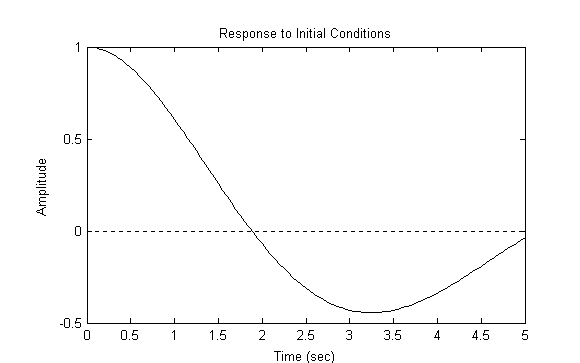 Response to Initial Conditions
1
0.5
0
-0.5
Amplitude
0 0.5 1 1.5 2 2.5 3 3.5 4 4.5 5
Time (sec)